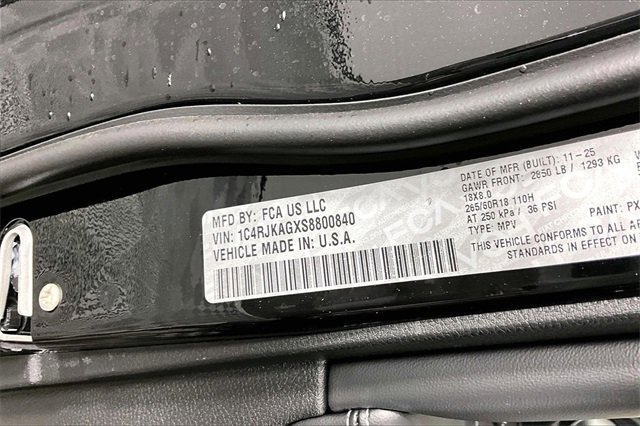 MFD BY: FCA US LLC
VIN: 1C4RJKAGXS8800840
VEHICLE MADE IN U.S.A.
DATE OF MFR (BUILT): 11-25
GAWR FRONT: 2850 LB / 1293 KG
18X8.0
265/60R18 110H
AT 250 kPa / 36 PSI
TYPE: MPV PAINT: PX
THIS VEHICLE CONFORMS TO ALL AP
STANDARDS IN EFFECT